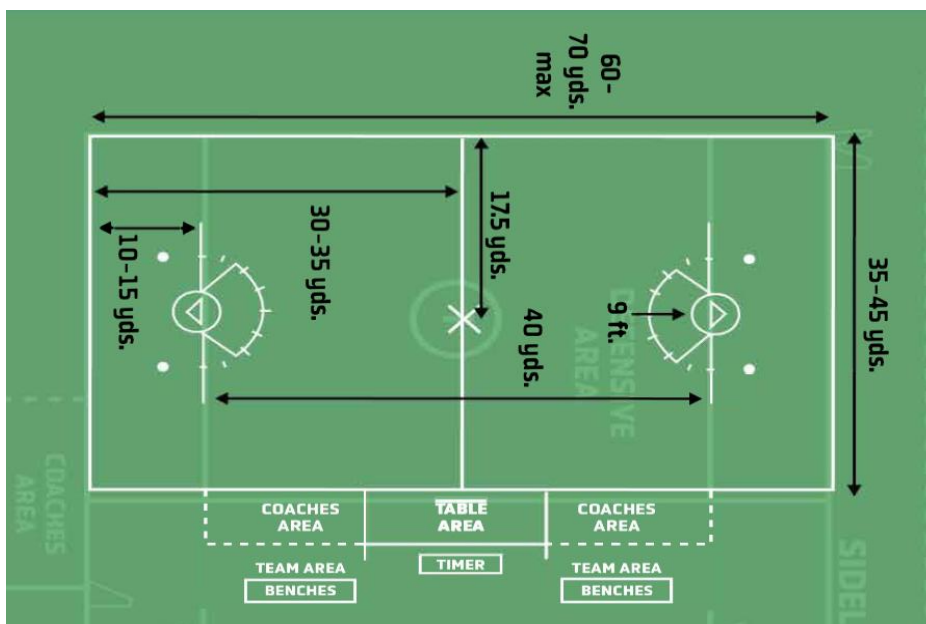 60-
70 yds.
max
30-35 yds.
17.5 yds.
10-15 yds.
40 yds.
9 ft.
35-45 yds.
DEFENSIVE
AREA
COACHES
AREA
COACHES
AREA
TABLE
AREA
COACHES
AREA
TIMER
TEAM AREA
BENCHES
TEAM AREA
BENCHES
SIDEL